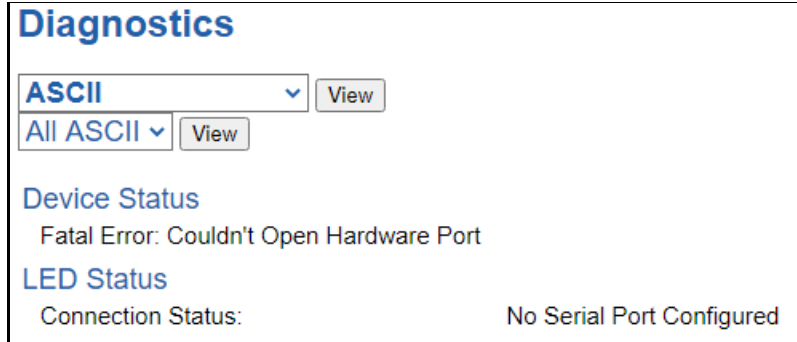 Diagnostics
ASCII View
All ASCII View
Device Status
Fatal Error: Couldn't Open Hardware Port
LED Status
Connection Status: No Serial Port Configured